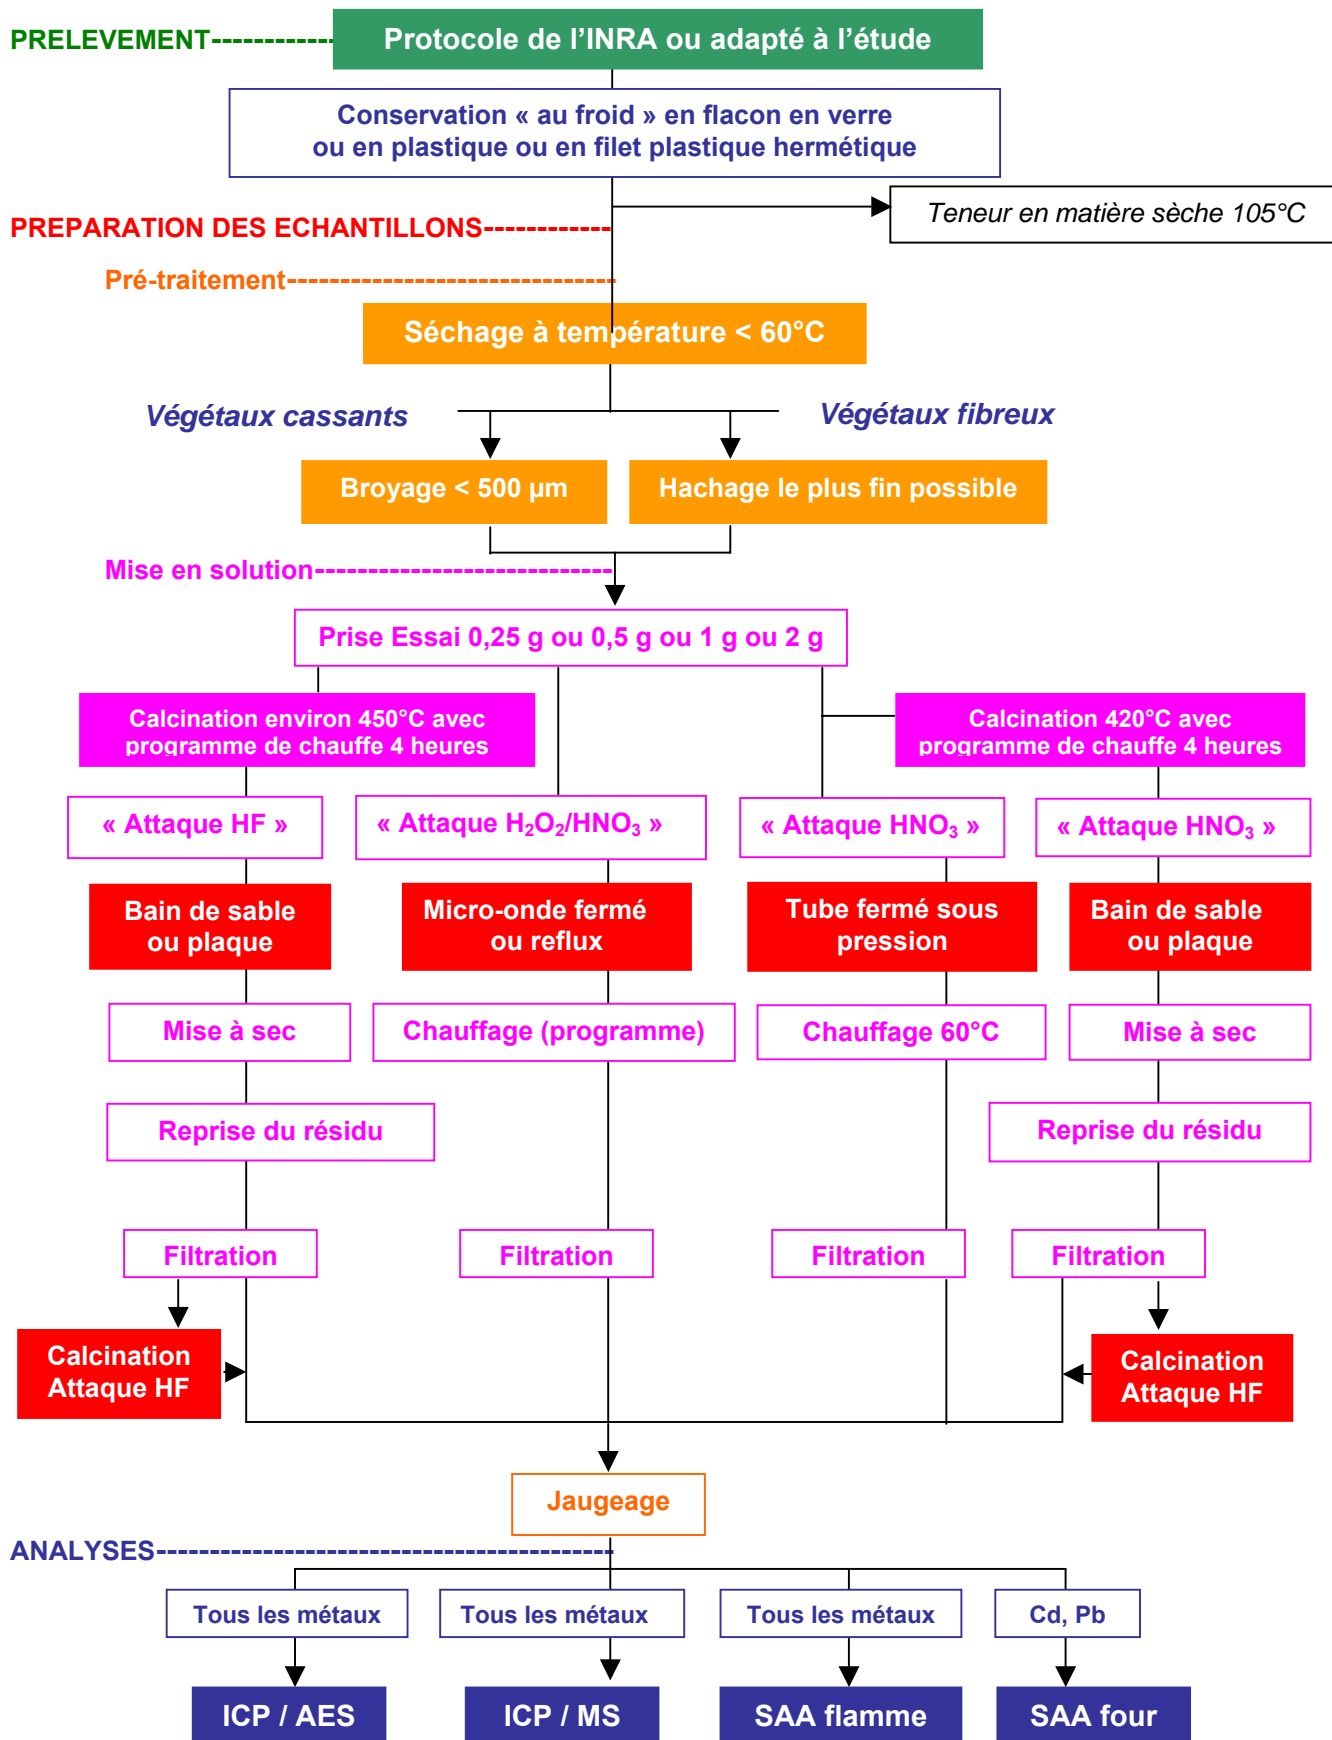 PRELEVEMENT
Protocole de l'INRA ou adapté à l'étude
Conservation « au froid » en flacon en verre
ou en plastique ou en filet plastique hermétique
Teneur en matière sèche 105°C
PREPARATION DES ECHANTILLONS
Pré-traitement
Séchage à température < 60°C
Végétaux cassants
Végétaux fibreux
Broyage < 500 µm
Hachage le plus fin possible
Mise en solution
Prise Essai 0,25 g ou 0,5 g ou 1 g ou 2 g
Calcination environ 450°C avec
programme de chauffe 4 heures
Calcination 420°C avec
programme de chauffe 4 heures
« Attaque HF »
« Attaque H₂O₂/HNO₃ »
« Attaque HNO₃ »
« Attaque HNO₃ »
Bain de sable
ou plaque
Micro-onde fermé
ou reflux
Tube fermé sous
pression
Bain de sable
ou plaque
Mise à sec
Chauffage (programme)
Chauffage 60°C
Mise à sec
Reprise du résidu
Reprise du résidu
Filtration
Filtration
Filtration
Filtration
Calcination
Attaque HF
Calcination
Attaque HF
Jaugeage
ANALYSES
Tous les métaux
Tous les métaux
Tous les métaux
Cd, Pb
ICP / AES
ICP / MS
SAA flamme
SAA four